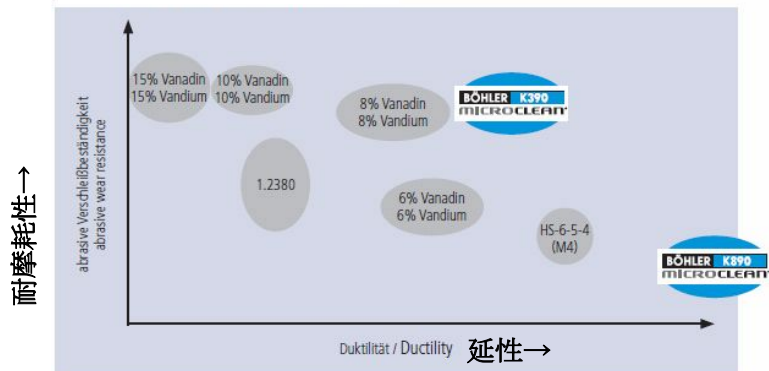 15% Vanadin
15% Vandium
10% Vanadin
10% Vandium
8% Vanadin
8% Vandium
BÖHLER K390
MICROCLEAN®
1.2380
6% Vanadin
6% Vandium
HS-6-5-4
(M4)
BÖHLER K890
MICROCLEAN®
耐摩耗性→
abrasive Verschleißbeständigkeit
abrasive wear resistance
Duktilität / Ductility 延性→